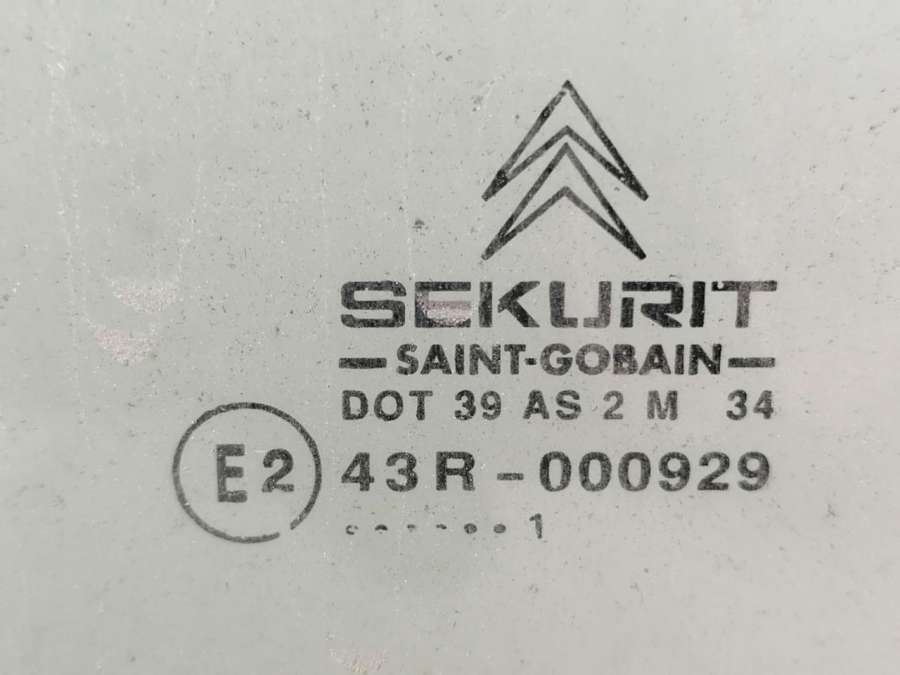 SEKURIT
SAINT-GOBAIN
DOT 39 AS 2 M 34
E2 43R-000929
1